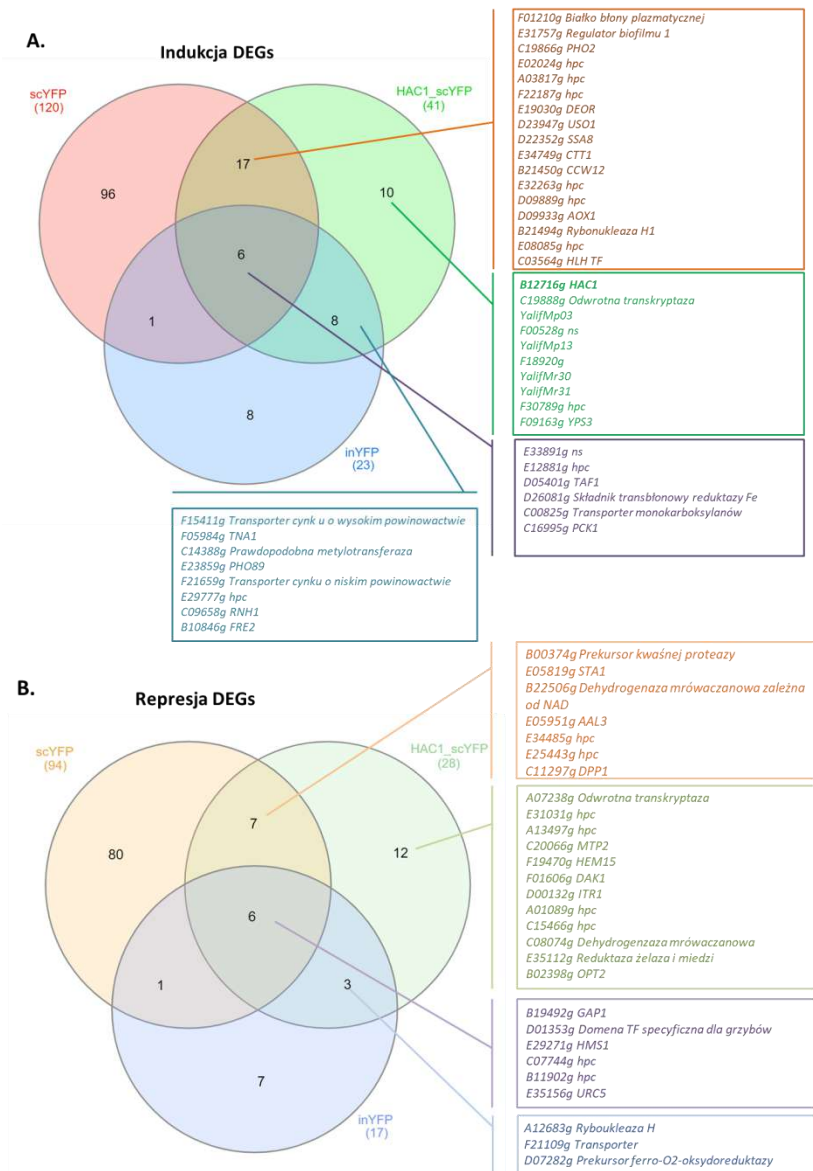 A.
Indukcja DEGs
scYFP
(120)
HAC1_scYFP
(41)
96
17
10
6
1
8
8
inYFP
(23)
F01210g Białko błony plazmatycznej
E31757g Regulator biofilmu 1
C19866g PHO2
E02024g hpc
A03817g hpc
F22187g hpc
E19030g DEOR
D23947g USO1
D22352g SSA8
E34749g CTT1
B21450g CCW12
E32263g hpc
D09889g hpc
D09933g AOX1
B21494g Rybonukleaza H1
E08085g hpc
C03564g HLH TF
B12716g HAC1
C19888g Odwrotna transkryptaza
YalifMp03
F00528g ns
YalifMp13
F18920g
YalifMr30
YalifMr31
F30789g hpc
F09163g YPS3
E33891g ns
E12881g hpc
D05401g TAF1
D26081g Składnik transbłonowy reduktazy Fe
C00825g Transporter monokarboksylanów
C16995g PCK1
F15411g Transporter cynk u o wysokim powinowactwie
F05984g TNA1
C14388g Prawdopodobna metylotransferaza
E23859g PHO89
F21659g Transporter cynku o niskim powinowactwie
E29777g hpc
C09658g RNH1
B10846g FRE2
B.
Represja DEGs
scYFP
(94)
HAC1_scYFP
(28)
80
7
12
6
1
3
7
inYFP
(17)
B00374g Prekursor kwaśnej proteazy
E05819g STA1
B22506g Dehydrogenaza mrówaczanowa zależna
od NAD
E05951g AAL3
E34485g hpc
E25443g hpc
C11297g DPP1
A07238g Odwrotna transkryptaza
E31031g hpc
A13497g hpc
C20066g MTP2
F19470g HEM15
F01606g DAK1
D00132g ITR1
A01089g hpc
C15466g hpc
C08074g Dehydrogenzaza mrówaczanowa
E35112g Reduktaza żelaza i miedzi
B02398g OPT2
B19492g GAP1
D01353g Domena TF specyficzna dla grzybów
E29271g HMS1
C07744g hpc
B11902g hpc
E35156g URC5
A12683g Ryboukleaza H
F21109g Transporter
D07282g Prekursor ferro-O2-oksydoreduktazy